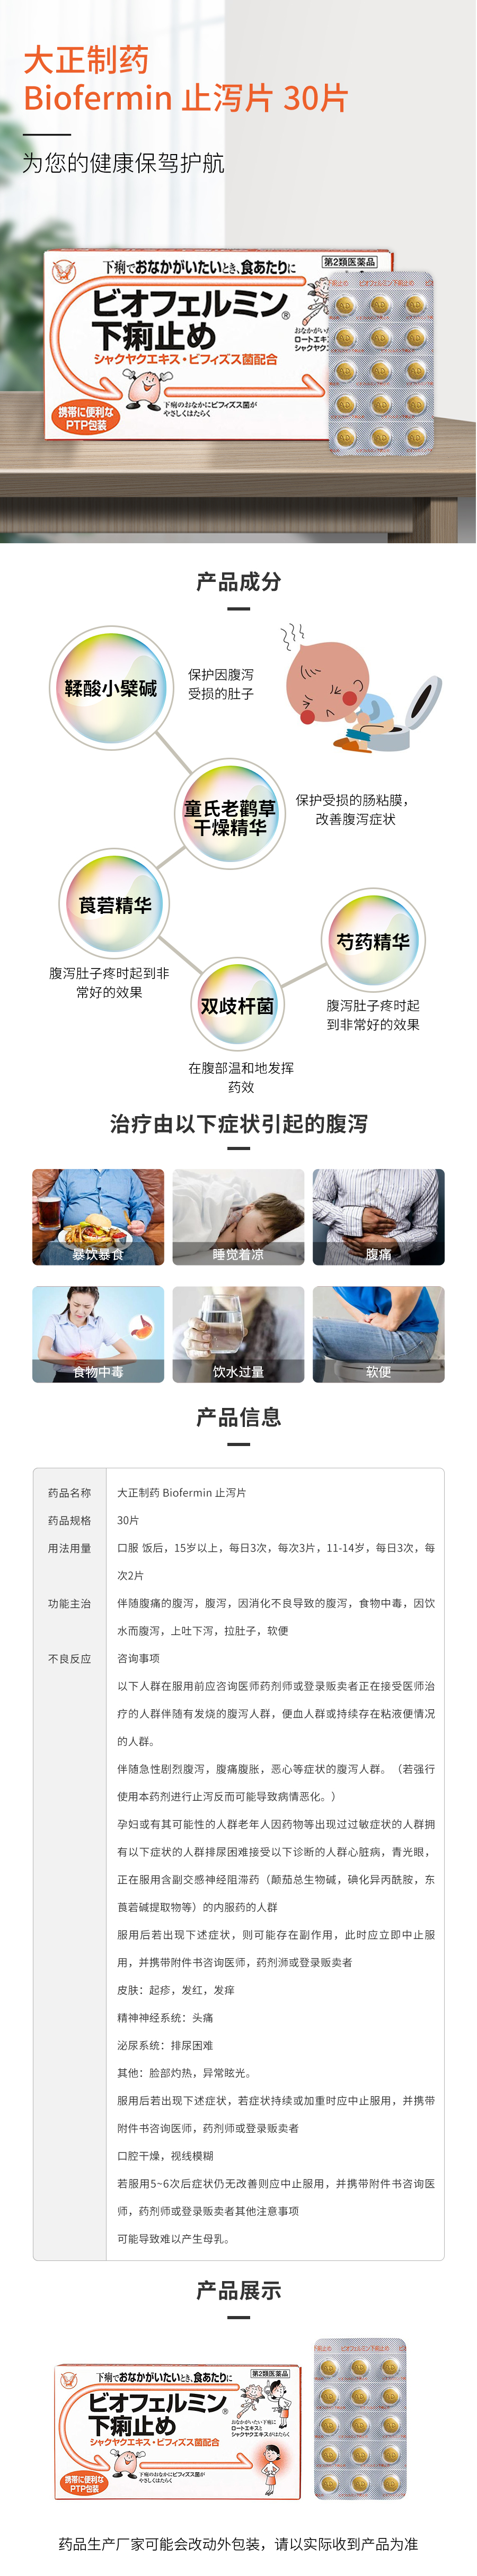 大正制药
Biofermin 止泻片 30片
为您的健康保驾护航
下痢でおなかがいたいとき、食あたりに
第2類医薬品
ビオフェルミン®
下痢止め
シャクヤクエキス・ビフィズス菌配合
おなかがいた
ロートエキ
シャクヤク
携帯に便利な
PTP包装
下痢のおなかにビフィズス菌が
やさしくはたらく
ビオフェルミン下痢止め
产品成分
鞣酸小檗碱
保护因腹泻
受损的肚子
童氏老鹳草
干燥精华
保护受损的肠粘膜，
改善腹泻症状
莨菪精华
腹泻肚子疼时起到非
常好的效果
芍药精华
腹泻肚子疼时起
到非常好的效果
双歧杆菌
在腹部温和地发挥
药效
治疗由以下症状引起的腹泻
暴饮暴食
睡觉着凉
腹痛
食物中毒
饮水过量
软便
产品信息
药品名称 大正制药 Biofermin 止泻片
药品规格 30片
用法用量 口服 饭后，15岁以上，每日3次，每次3片，11-14岁，每日3次，每
次2片
功能主治 伴随腹痛的腹泻，腹泻，因消化不良导致的腹泻，食物中毒，因饮
水而腹泻，上吐下泻，拉肚子，软便
不良反应 咨询事项
以下人群在服用前应咨询医师药剂师或登录贩卖者正在接受医师治
疗的人群伴随有发烧的腹泻人群，便血人群或持续存在粘液便情况
的人群。
伴随急性剧烈腹泻，腹痛腹胀，恶心等症状的腹泻人群。（若强行
使用本药剂进行止泻反而可能导致病情恶化。）
孕妇或有其可能性的人群老年人因药物等出现过过敏症状的人群拥
有以下症状的人群排尿困难接受以下诊断的人群心脏病，青光眼，
正在服用含副交感神经阻滞药（颠茄总生物碱，碘化异丙酰胺，东
莨菪碱提取物等）的内服药的人群
服用后若出现下述症状，则可能存在副作用，此时应立即中止服
用，并携带附件书咨询医师，药剂浉或登录贩卖者
皮肤：起疹，发红，发痒
精神神经系统：头痛
泌尿系统：排尿困难
其他：脸部灼热，异常眩光。
服用后若出现下述症状，若症状持续或加重时应中止服用，并携带
附件书咨询医师，药剂师或登录贩卖者
口腔干燥，视线模糊
若服用5~6次后症状仍无改善则应中止服用，并携带附件书咨询医
师，药剂师或登录贩卖者其他注意事项
可能导致难以产生母乳。
产品展示
下痢でおなかがいたいとき、食あたりに
第2類医薬品
ビオフェルミン®
下痢止め
シャクヤクエキス・ビフィズス菌配合
おなかがいたい下痢に
ロートエキスと
シャクヤクエキスがはたらく
携帯に便利な
PTP包装
下痢のおなかにビフィズス菌が
やさしくはたらく
ビオフェルミン下痢止め
药品生产厂家可能会改动外包装，请以实际收到产品为准